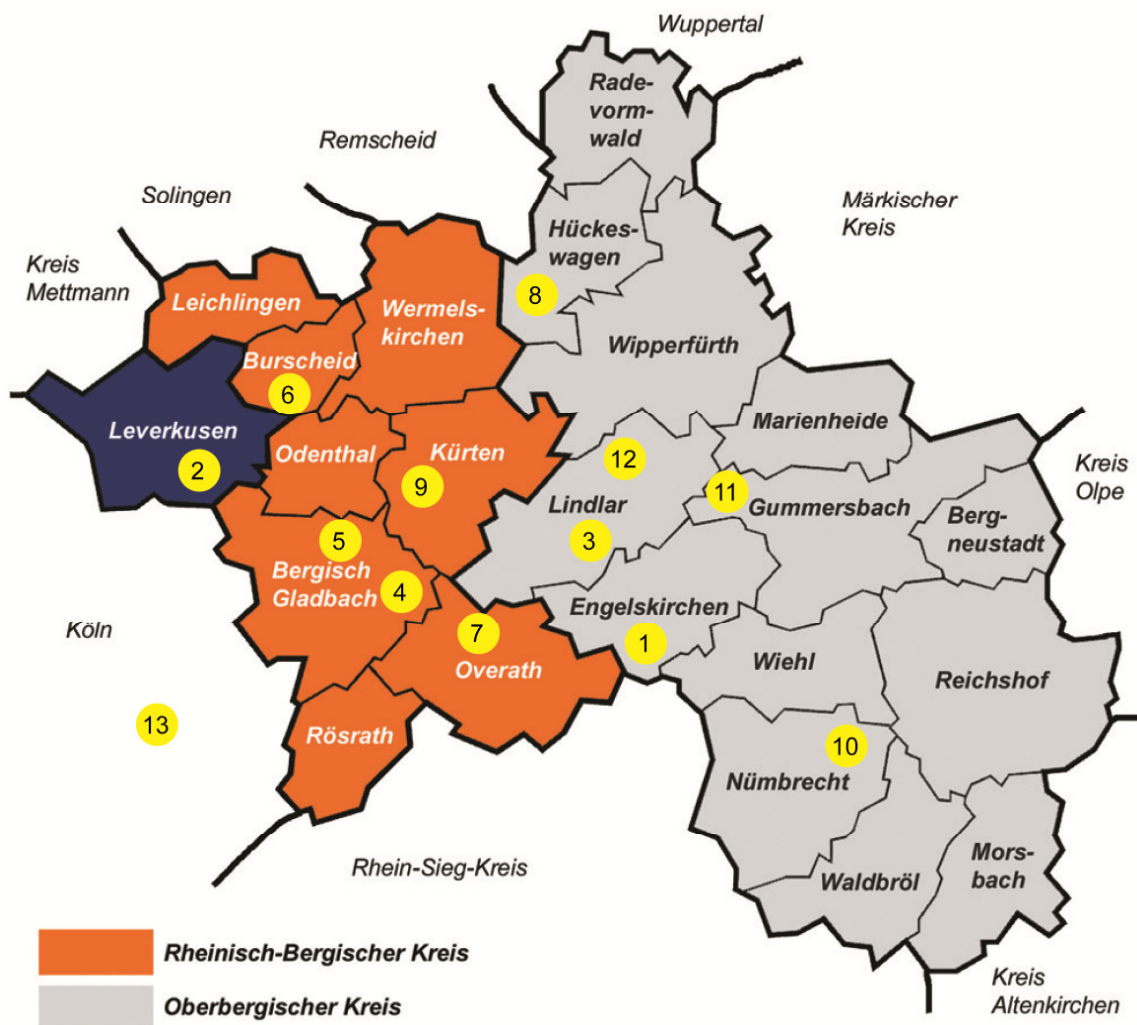 Wuppertal
Rade-
vorm-
wald
Remscheid
Solingen
Märkischer
Kreis
Hückes-
wagen
Kreis
Mettmann
8
Leichlingen
Wermels-
kirchen
Wipperfürth
Burscheid
6
Marienheide
Leverkusen
Odenthal
Kürten
12
2
9
11
Kreis
Olpe
Lindlar
Gummersbach
Berg-
neustadt
5
3
Bergisch
Gladbach
4
Engelskirchen
Köln
7
1
Overath
Wiehl
Reichshof
13
Rösrath
10
Nümbrecht
Rhein-Sieg-Kreis
Waldbröl
Mors-
bach
Rheinisch-Bergischer Kreis
Oberbergischer Kreis
Kreis
Altenkirchen